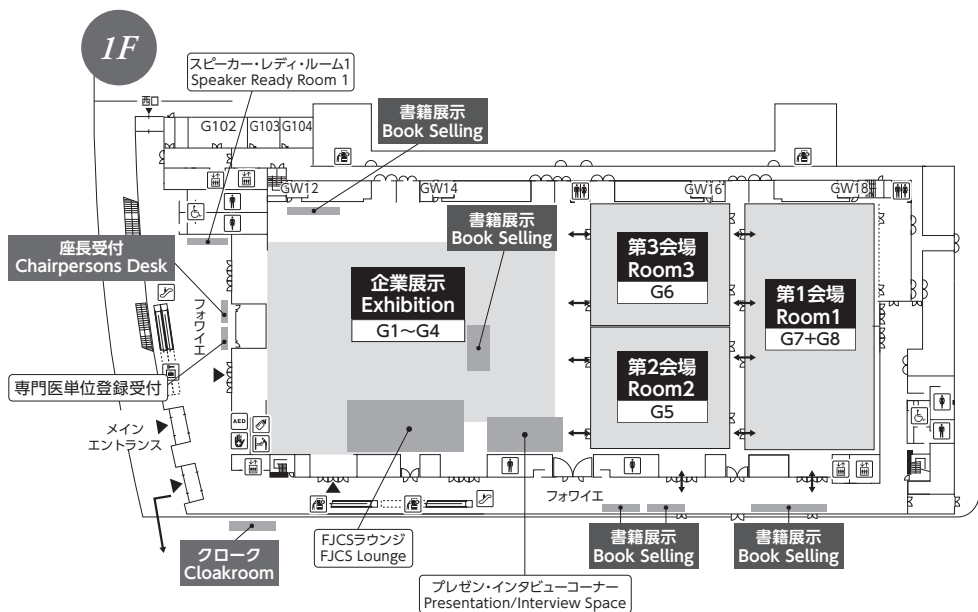 1F
スピーカー・レディ・ルーム1
Speaker Ready Room 1
西口
G102
G103
G104
書籍展示
Book Selling
GW12
GW14
GW16
GW18
書籍展示
Book Selling
座長受付
Chairpersons Desk
フォワイエ
企業展示
Exhibition
G1〜G4
第3会場
Room3
G6
第1会場
Room1
G7+G8
第2会場
Room2
G5
専門医単位登録受付
AED
メイン
エントランス
フォワイエ
クローク
Cloakroom
FJCSラウンジ
FJCS Lounge
プレゼン・インタビューコーナー
Presentation/Interview Space
書籍展示
Book Selling
書籍展示
Book Selling